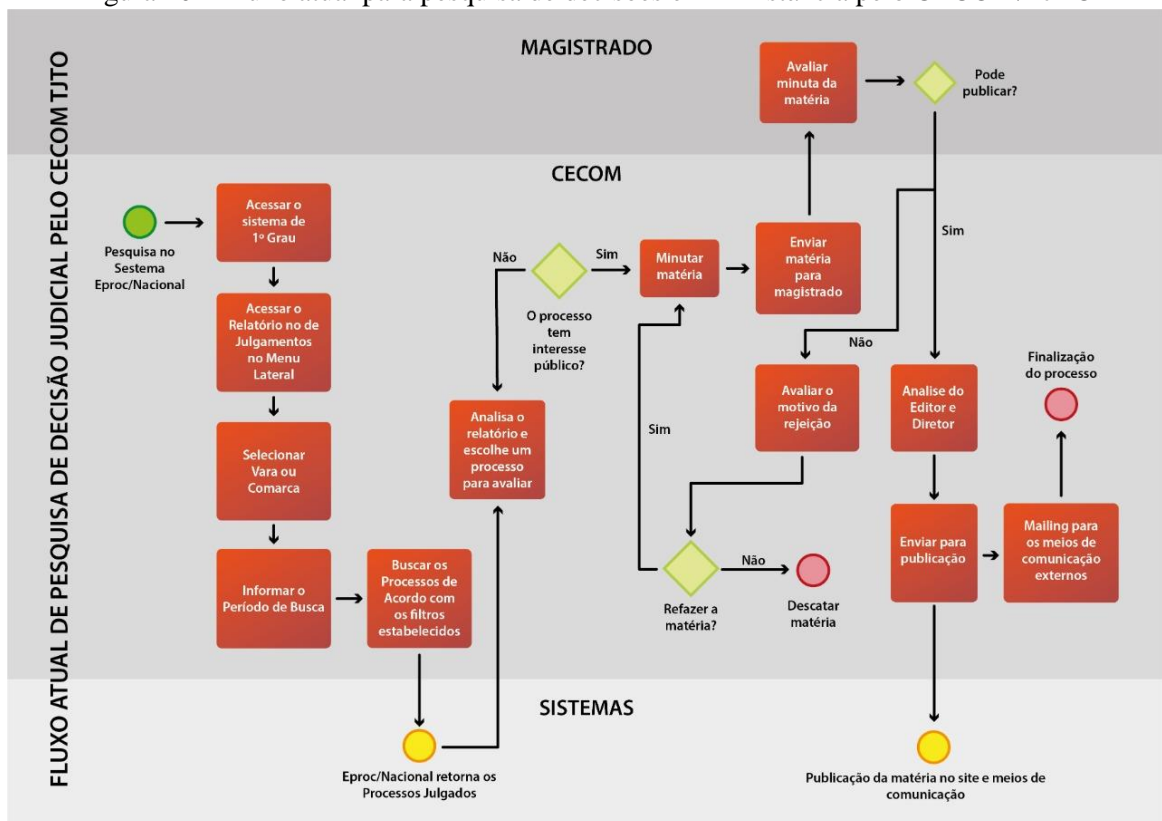 FLUXO ATUAL DE PESQUISA DE DECISÃO JUDICIAL PELO CECOM TJTO
MAGISTRADO
Avaliar
minuta da
matéria
Pode
publicar?
CECOM
Pesquisa no
Sestema
Eproc/Nacional
Acessar o
sistema de
1º Grau
Acessar o
Relatório no de
Julgamentos
no Menu
Lateral
Selecionar
Vara ou
Comarca
Informar o
Período de Busca
Buscar os
Processos de
Acordo com
os filtros
estabelecidos
Analisa o
relatório e
escolhe um
processo
para avaliar
Não
Sim
O processo
tem
interesse
público?
Minutar
matéria
Enviar
matéria
para
magistrado
Sim
Não
Avaliar o
motivo da
rejeição
Sim
Refazer a
matéria?
Não
Descatar
matéria
Analise do
Editor e
Diretor
Enviar para
publicação
Mailing para
os meios de
comunicação
externos
Finalização
do processo
SISTEMAS
Eproc/Nacional retorna os
Processos Julgados
Publicação da matéria no site e meios de
comunicação